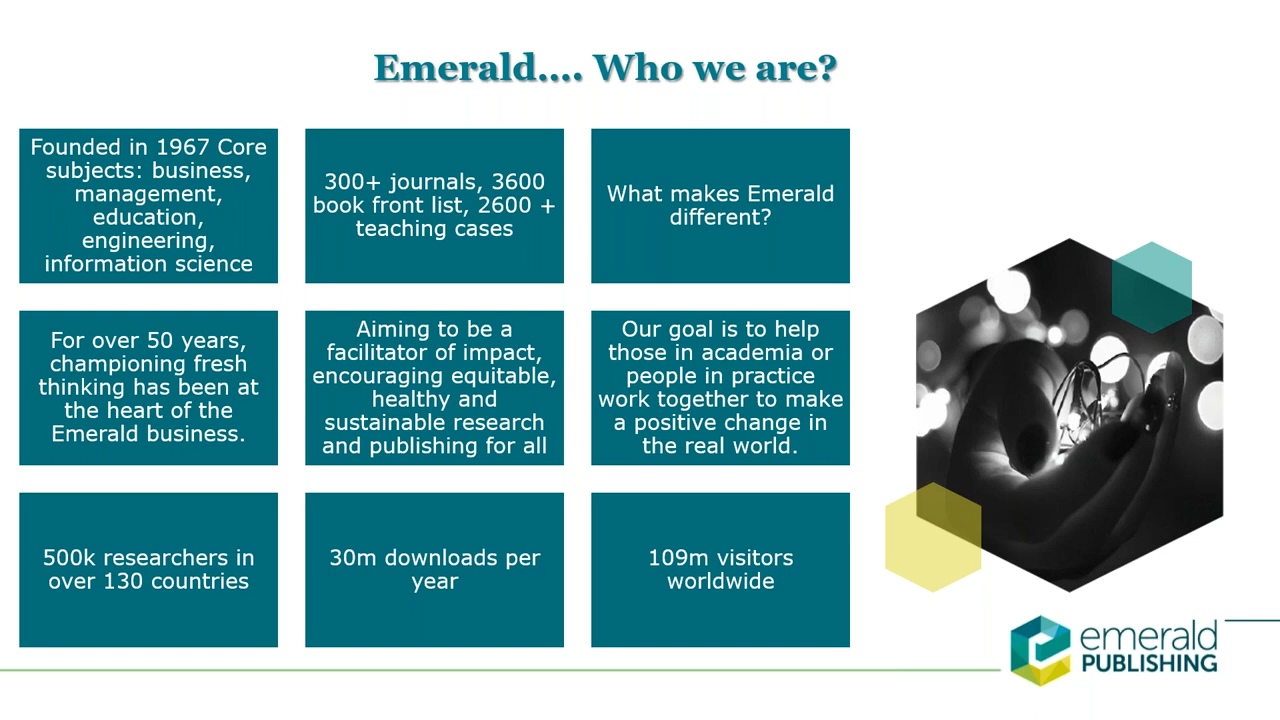 Emerald.... Who we are?
Founded in 1967 Core
subjects: business,
management,
education,
engineering,
information science
300+ journals, 3600
book front list, 2600 +
teaching cases
What makes Emerald
different?
For over 50 years,
championing fresh
thinking has been at
the heart of the
Emerald business.
Aiming to be a
facilitator of impact,
encouraging equitable,
healthy and
sustainable research
and publishing for all
Our goal is to help
those in academia or
people in practice
work together to make
a positive change in
the real world.
500k researchers in
over 130 countries
30m downloads per
year
109m visitors
worldwide
emerald
PUBLISHING